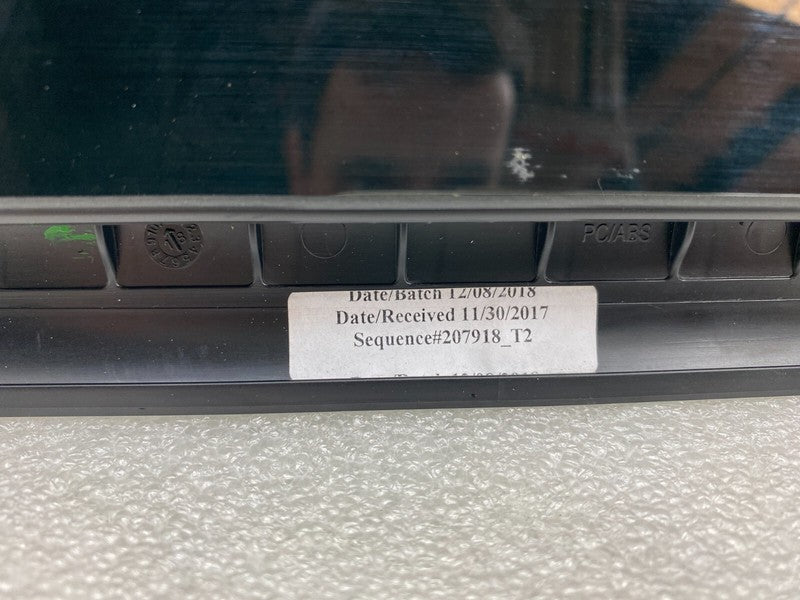 PC/ABS
Date/Batch 12/08/2018
Date/Received 11/30/2017
Sequence#207918_T2